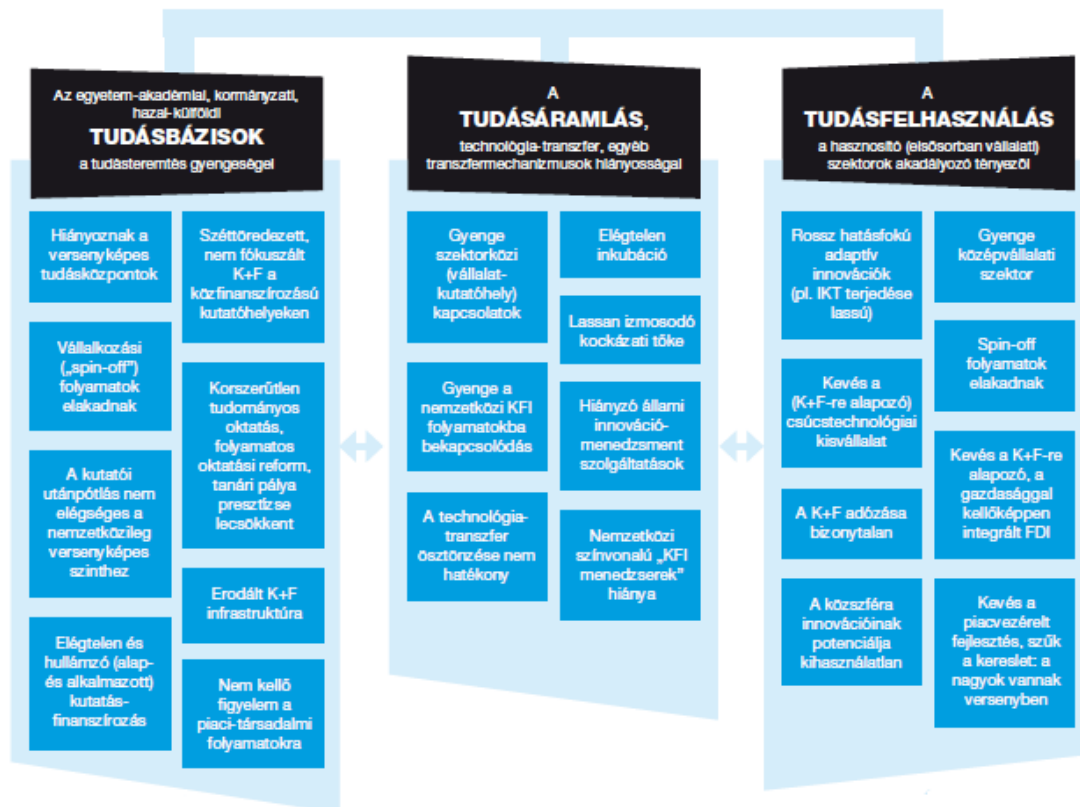 Az egyetem-akadémiai, kormányzati,
hazai-külföldi
TUDÁSBÁZISOK
a tudásteremtés gyengeségei
Hiányoznak a
versenyképes
tudásközpontok
Vállalkozási
(„spin-off”)
folyamatok
elakadnak
A kutatói
utánpótlás nem
elégséges a
nemzetközileg
versenyképes
szinthez
Elégtelen és
hullámzó (alap-
és alkalmazott)
kutatás-
finanszírozás
Széttöredezett,
nem fókuszált
K+F a
közfinanszírozású
kutatóhelyeken
Korszerűtlen
tudományos
oktatás,
folyamatos
oktatási reform,
tanári pálya
presztízse
lecsökkent
Erodált K+F
infrastruktúra
Nem kellő
figyelem a
piaci-társadalmi
folyamatokra
A
TUDÁSÁRAMLÁS,
technológia-transzfer, egyéb
transzfermechanizmusok hiányosságai
Gyenge
szektorközi
(vállalat-
kutatóhely)
kapcsolatok
Gyenge a
nemzetközi KFI
folyamatokba
bekapcsolódás
A technológia-
transzfer
ösztönzése nem
hatékony
Elégtelen
inkubáció
Lassan izmosodó
kockázati tőke
Hiányzó állami
innováció-
menedzsment
szolgáltatások
Nemzetközi
színvonalú „KFI
menedzserek”
hiánya
A
TUDÁSFELHASZNÁLÁS
a hasznosító (elsősorban vállalati)
szektorok akadályozó tényezői
Rossz hatásfokú
adaptív
innovációk
(pl. IKT terjedése
lassú)
Kevés a
(K+F-re alapozó)
csúcstechnológiai
kisvállalat
A K+F adózása
bizonytalan
A közszféra
innovációinak
potenciálja
kihasználatlan
Gyenge
középvállalati
szektor
Spin-off
folyamatok
elakadnak
Kevés a K+F-re
alapozó, a
gazdasággal
kellőképpen
integrált FDI
Kevés a
piacvezérelt
fejlesztés, szűk
a kereslet: a
nagyok vannak
versenyben